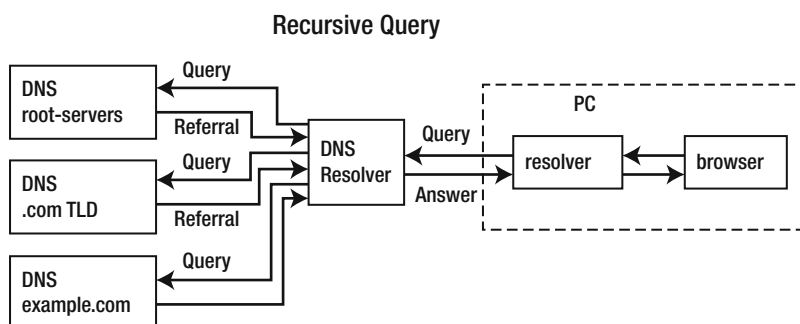 Recursive Query
DNS
root-servers
Query
Referral
DNS
.com TLD
Query
Referral
DNS
example.com
Query
DNS
Resolver
Query
Answer
PC
resolver
browser